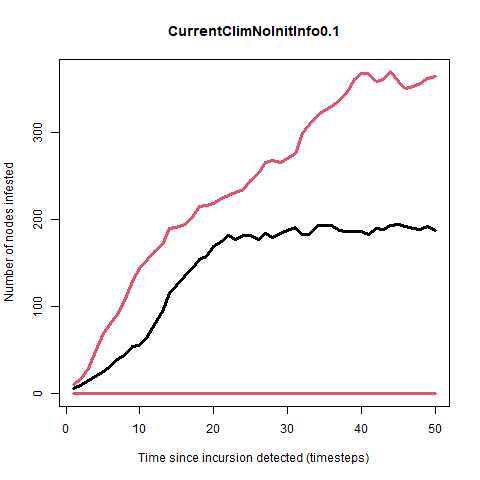 CurrentClimNoInitInfo0.1
Number of nodes infested
300
200
100
0
0 10 20 30 40 50
Time since incursion detected (timesteps)